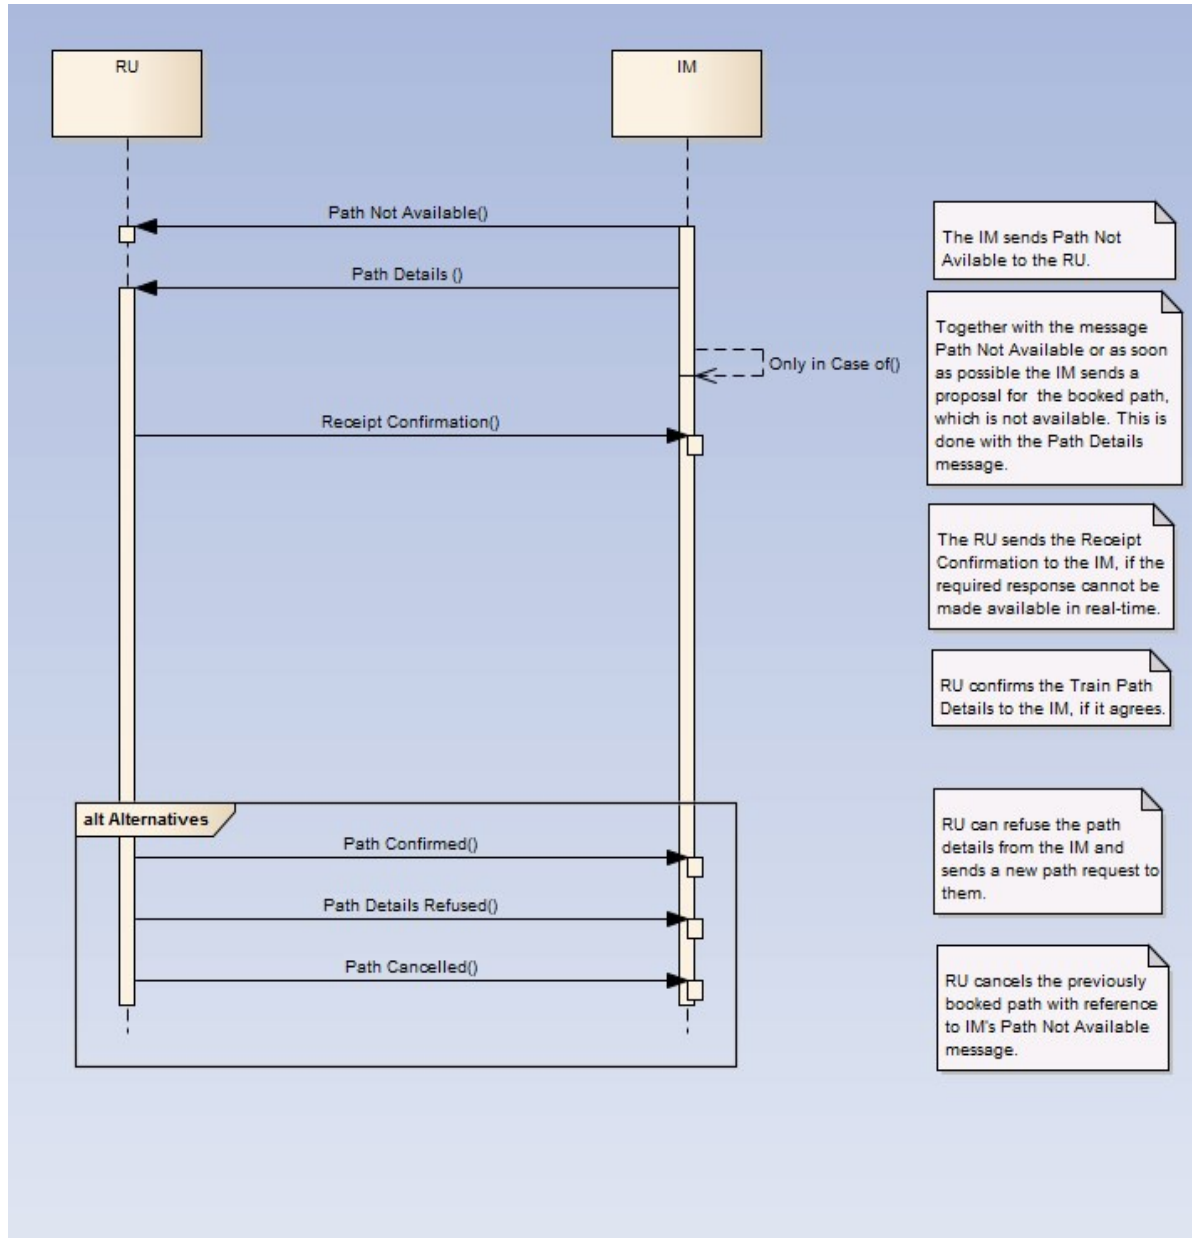 RU
IM
Path Not Available()
The IM sends Path Not
Avilable to the RU.
Path Details ()
Together with the message
Path Not Available or as soon
as possible the IM sends a
proposal for  the booked path,
which is not available. This is
done with the Path Details
message.
Only in Case of()
Receipt Confirmation()
The RU sends the Receipt
Confirmation to the IM, if the
required response cannot be
made available in real-time.
RU confirms the Train Path
Details to the IM, if it agrees.
alt Alternatives
Path Confirmed()
RU can refuse the path
details from the IM and
sends a new path request to
them.
Path Details Refused()
Path Cancelled()
RU cancels the previously
booked path with reference
to IM's Path Not Available
message.